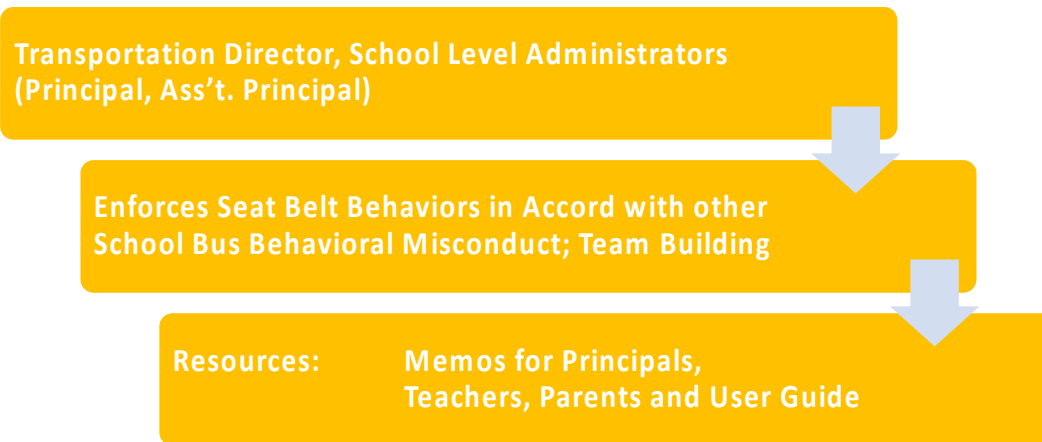 Transportation Director, School Level Administrators
(Principal, Ass’t. Principal)
Enforces Seat Belt Behaviors in Accord with other
School Bus Behavioral Misconduct; Team Building
Resources: Memos for Principals,
Teachers, Parents and User Guide